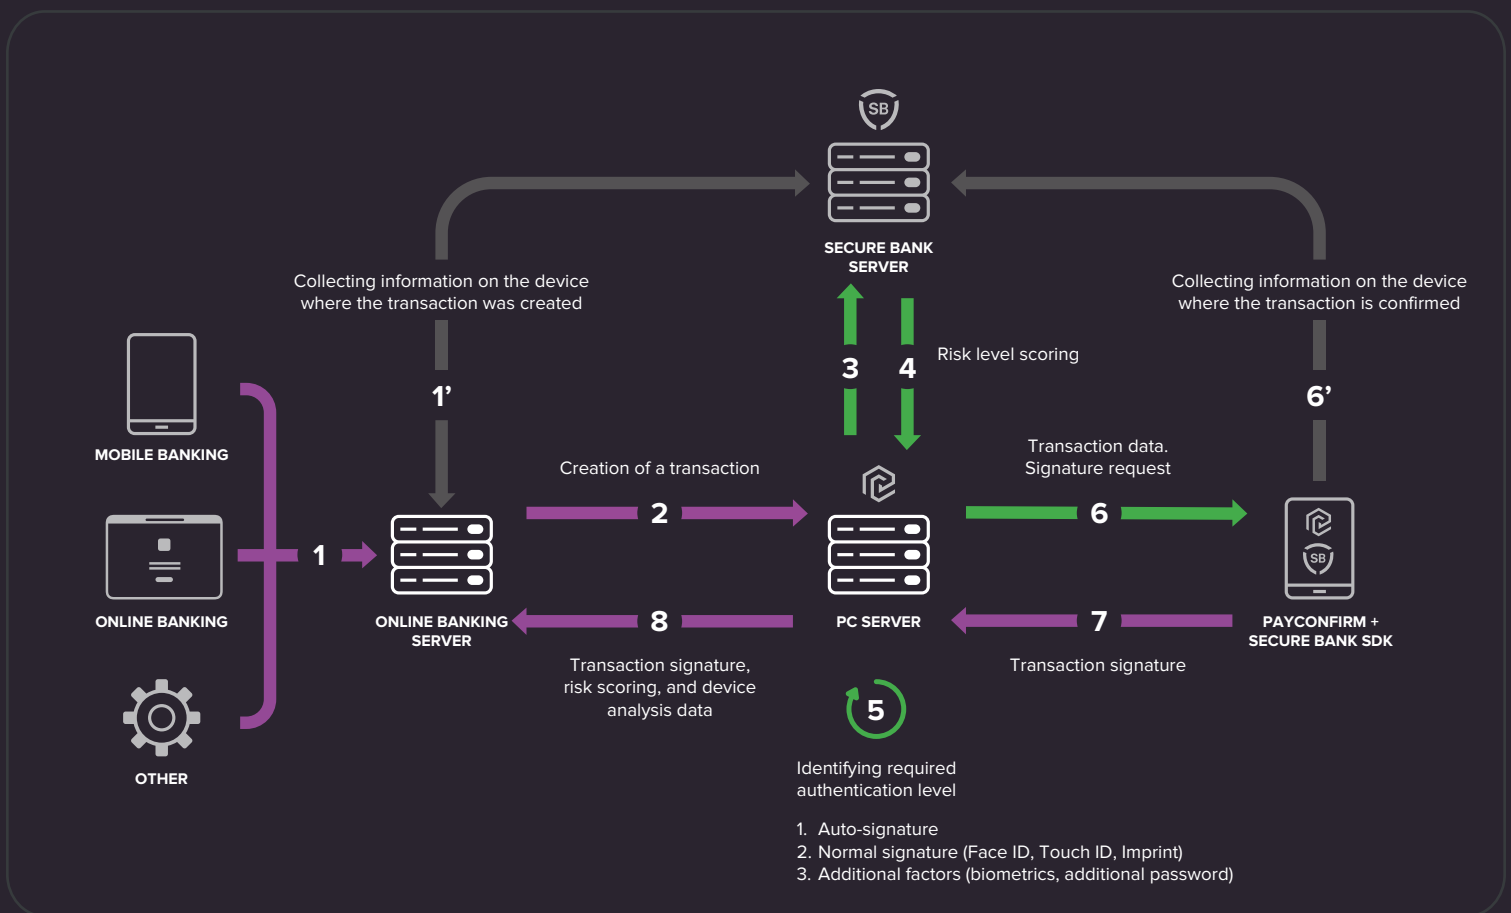 SB
SECURE BANK
SERVER
Collecting information on the device
where the transaction was created
Collecting information on the device
where the transaction is confirmed
1’
3
4
Risk level scoring
6’
MOBILE BANKING
Creation of a transaction
2
Transaction data.
Signature request
6
SB
1
ONLINE BANKING
ONLINE BANKING
SERVER
8
PC SERVER
7
PAYCONFIRM +
SECURE BANK SDK
Transaction signature,
risk scoring, and device
analysis data
Transaction signature
5
OTHER
Identifying required
authentication level
1. Auto-signature
2. Normal signature (Face ID, Touch ID, Imprint)
3. Additional factors (biometrics, additional password)